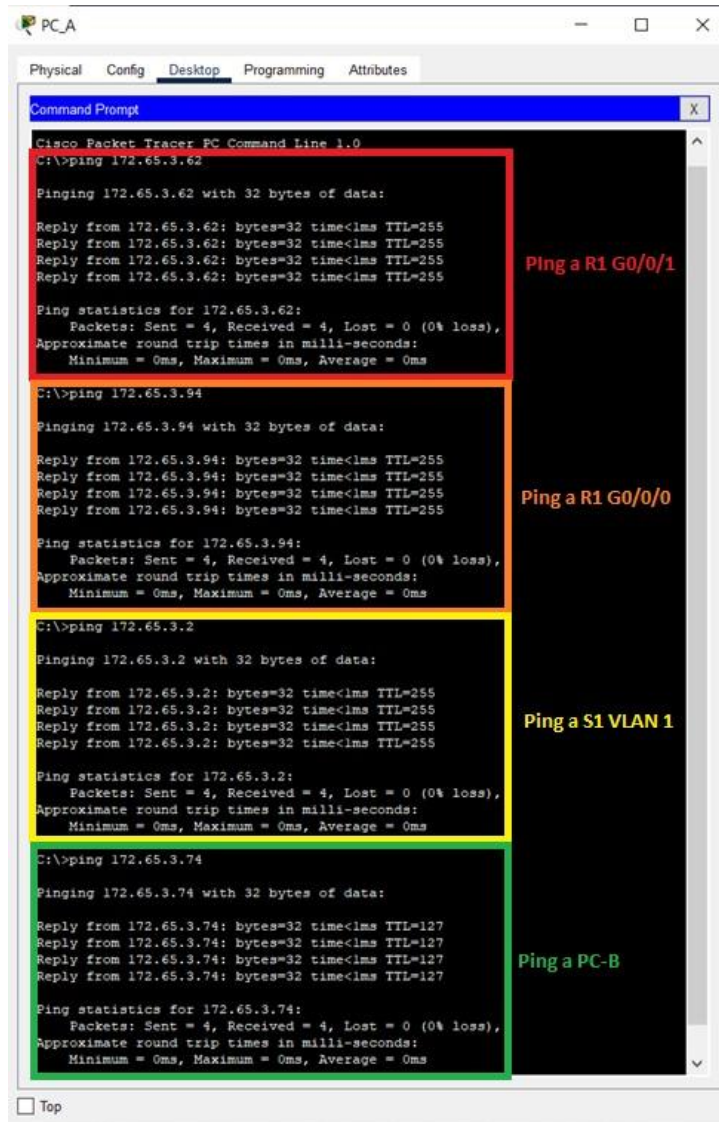 PC_A
Physical Config Desktop Programming Attributes
Command Prompt
X
Cisco Packet Tracer PC Command Line 1.0
C:\>ping 172.65.3.62
Pinging 172.65.3.62 with 32 bytes of data:
Reply from 172.65.3.62: bytes=32 time<1ms TTL=255
Reply from 172.65.3.62: bytes=32 time<1ms TTL=255
Reply from 172.65.3.62: bytes=32 time<1ms TTL=255
Reply from 172.65.3.62: bytes=32 time<1ms TTL=255
PIng a R1 G0/0/1
Ping statistics for 172.65.3.62:
Packets: Sent = 4, Received = 4, Lost = 0 (0% loss),
Approximate round trip times in milli-seconds:
Minimum = 0ms, Maximum = 0ms, Average = 0ms
C:\>ping 172.65.3.94
Pinging 172.65.3.94 with 32 bytes of data:
Reply from 172.65.3.94: bytes=32 time<1ms TTL=255
Reply from 172.65.3.94: bytes=32 time<1ms TTL=255
Reply from 172.65.3.94: bytes=32 time<1ms TTL=255
Reply from 172.65.3.94: bytes=32 time<1ms TTL=255
Ping a R1 G0/0/0
Ping statistics for 172.65.3.94:
Packets: Sent = 4, Received = 4, Lost = 0 (0% loss),
Approximate round trip times in milli-seconds:
Minimum = 0ms, Maximum = 0ms, Average = 0ms
C:\>ping 172.65.3.2
Pinging 172.65.3.2 with 32 bytes of data:
Reply from 172.65.3.2: bytes=32 time<1ms TTL=255
Reply from 172.65.3.2: bytes=32 time<1ms TTL=255
Reply from 172.65.3.2: bytes=32 time<1ms TTL=255
Reply from 172.65.3.2: bytes=32 time<1ms TTL=255
Ping a S1 VLAN 1
Ping statistics for 172.65.3.2:
Packets: Sent = 4, Received = 4, Lost = 0 (0% loss),
Approximate round trip times in milli-seconds:
Minimum = 0ms, Maximum = 0ms, Average = 0ms
C:\>ping 172.65.3.74
Pinging 172.65.3.74 with 32 bytes of data:
Reply from 172.65.3.74: bytes=32 time<1ms TTL=127
Reply from 172.65.3.74: bytes=32 time<1ms TTL=127
Reply from 172.65.3.74: bytes=32 time<1ms TTL=127
Reply from 172.65.3.74: bytes=32 time<1ms TTL=127
Ping a PC-B
Ping statistics for 172.65.3.74:
Packets: Sent = 4, Received = 4, Lost = 0 (0% loss),
Approximate round trip times in milli-seconds:
Minimum = 0ms, Maximum = 0ms, Average = 0ms
Top